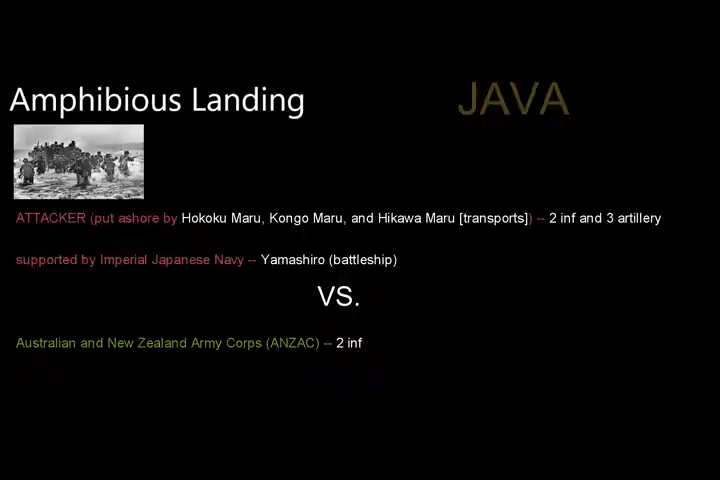 Amphibious Landing
JAVA
ATTACKER (put ashore by Hokoku Maru, Kongo Maru, and Hikawa Maru [transports]) -- 2 inf and 3 artillery
supported by Imperial Japanese Navy -- Yamashiro (battleship)
VS.
Australian and New Zealand Army Corps (ANZAC) -- 2 inf